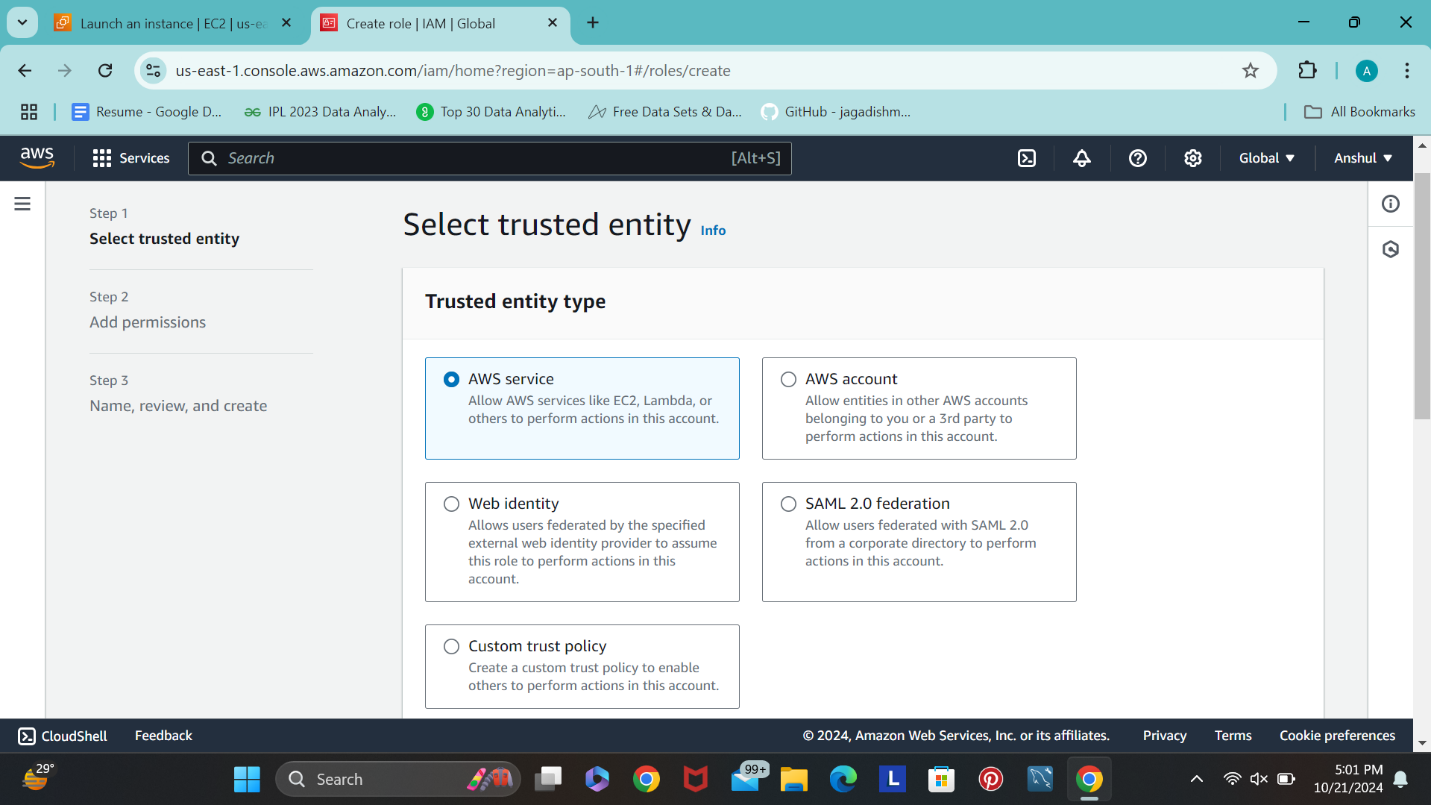 Launch an instance | EC2 | us-ea
Create role | IAM | Global
us-east-1.console.aws.amazon.com/iam/home?region=ap-south-1#/roles/create
A
Resume - Google D...
IPL 2023 Data Analy...
Top 30 Data Analyti...
Free Data Sets & Da...
GitHub - jagadishm...
All Bookmarks
aws
Services
Search
[Alt+S]
Global
Anshul
Step 1
Select trusted entity
Step 2
Add permissions
Step 3
Name, review, and create
Select trusted entity Info
Trusted entity type
AWS service
Allow AWS services like EC2, Lambda, or
others to perform actions in this account.
AWS account
Allow entities in other AWS accounts
belonging to you or a 3rd party to
perform actions in this account.
Web identity
Allows users federated by the specified
external web identity provider to assume
this role to perform actions in this
account.
SAML 2.0 federation
Allow users federated with SAML 2.0
from a corporate directory to perform
actions in this account.
Custom trust policy
Create a custom trust policy to enable
others to perform actions in this account.
CloudShell
Feedback
© 2024, Amazon Web Services, Inc. or its affiliates.
Privacy
Terms
Cookie preferences
29°
Search
99+
L
5:01 PM
10/21/2024